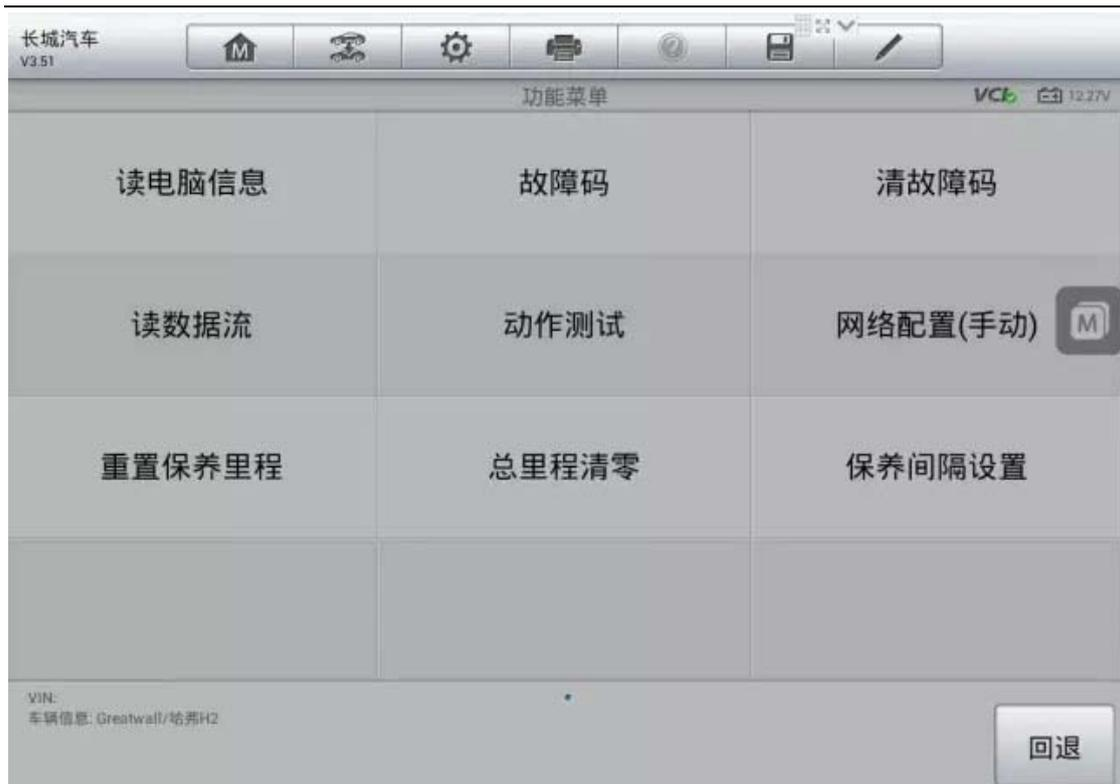 长城汽车
V3.51
M
功能菜单
VCI 12.27V
读电脑信息 故障码 清故障码
读数据流 动作测试 网络配置(手动)
M
重置保养里程 总里程清零 保养间隔设置
VIN:
车辆信息: Greatwall/哈弗H2
回退